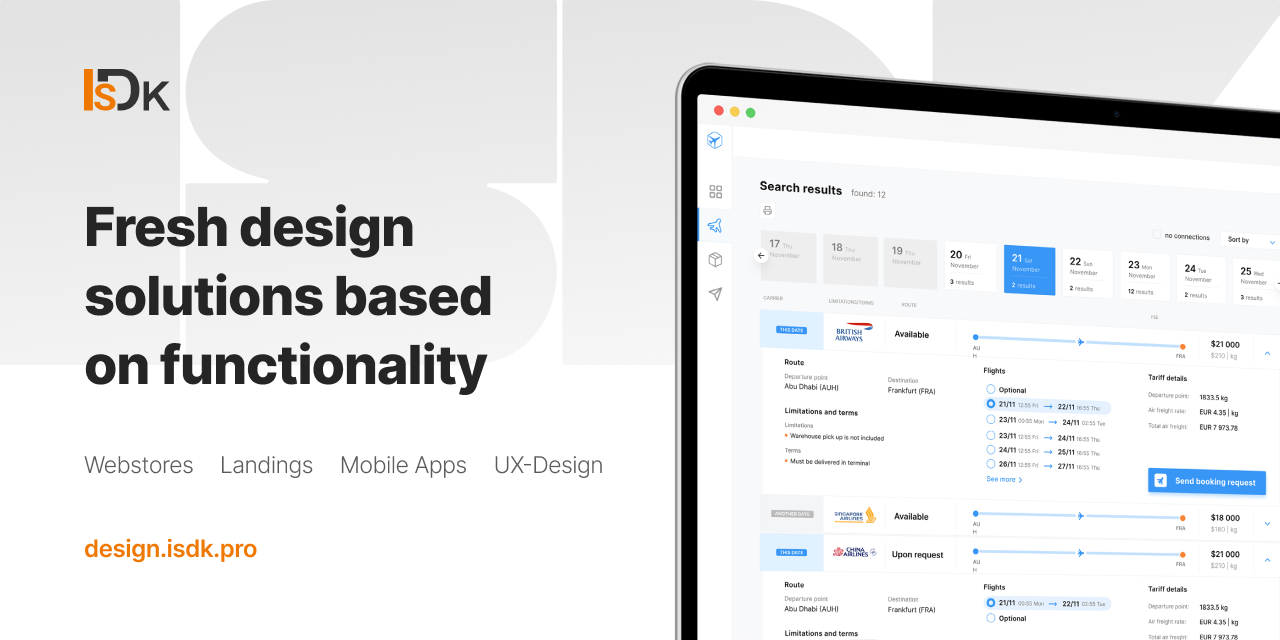 IsDK
Fresh design
solutions based
on functionality
Webstores Landings Mobile Apps UX-Design
design.isdk.pro
Search results found: 12
no connections Sort by
17 Thu November
18 Thu November
19 Thu November
20 Fri November 3 results
21 Sat November 2 results
22 Sun November 2 results
23 Mon November 12 results
24 Tue November 2 results
25 Wed November 3 results
CARRIER LIMITATIONS/TERMS ROUTE FEE
THIS DATE BRITISH AIRWAYS Available AUH FRA $21 000 $210 | kg
Route
Departure point Destination
Abu Dhabi (AUH) Frankfurt (FRA)
Limitations and terms
Limitations
Warehouse pick up is not included
Terms
Must be delivered in terminal
Flights
Optional
21/11 12:55 Fri 22/11 16:55 Thu
23/11 00:55 Mon 24/11 02:55 Tue
23/11 12:55 Fri 24/11 16:55 Thu
24/11 12:55 Fri 25/11 16:55 Thu
26/11 12:55 Fri 27/11 16:55 Thu
See more
Tariff details
Departure point: 1833.5 kg
Air freight rate: EUR 4.35 | kg
Total air freight: EUR 7 973.78
Send booking request
ANOTHER DATE SINGAPORE AIRLINES Available AUH FRA $18 000 $180 | kg
THIS DATE CHINA AIRLINES Upon request AUH FRA $21 000 $210 | kg
Route
Departure point Destination
Abu Dhabi (AUH) Frankfurt (FRA)
Limitations and terms
Flights
21/11 00:55 Mon 22/11 02:55 Tue
Optional
Tariff details
Departure point: 1833.5 kg
Air freight rate: EUR 4.35 | kg
Total air freight: EUR 7 973.78